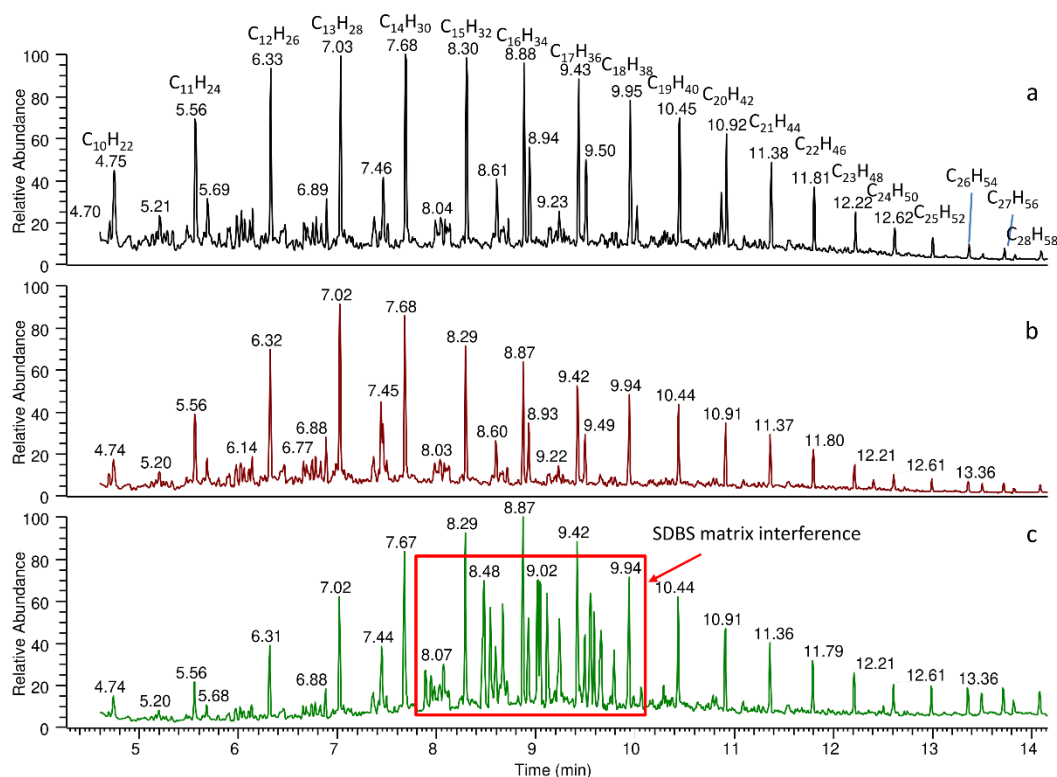 C₁₀H₂₂ C₁₁H₂₄ C₁₂H₂₆ C₁₃H₂₈ C₁₄H₃₀ C₁₅H₃₂ C₁₆H₃₄ C₁₇H₃₆ C₁₈H₃₈ C₁₉H₄₀ C₂₀H₄₂ C₂₁H₄₄ C₂₂H₄₆ C₂₃H₄₈ C₂₄H₅₀ C₂₅H₅₂ C₂₆H₅₄ C₂₇H₵₆ C₂₈H₅₈
4.70 4.75 5.21 5.56 5.69 6.33 6.89 7.03 7.46 7.68 8.04 8.30 8.61 8.88 8.94 9.23 9.43 9.50 9.95 10.45 10.92 11.38 11.81 12.22 12.62
a
Relative Abundance
100
80
60
40
20
0
b
4.74 5.20 5.56 6.14 6.32 6.77 6.88 7.02 7.45 7.68 8.03 8.29 8.60 8.87 8.93 9.22 9.42 9.49 9.94 10.44 10.91 11.37 11.80 12.21 12.61 13.36
Relative Abundance
100
80
60
40
20
0
c
SDBS matrix interference
4.74 5.20 5.56 5.68 6.31 6.88 7.02 7.44 7.67 8.07 8.29 8.48 8.87 9.02 9.42 9.94 10.44 10.91 11.36 11.79 12.21 12.61 13.36
Relative Abundance
100
80
60
40
20
0
5 6 7 8 9 10 11 12 13 14
Time (min)